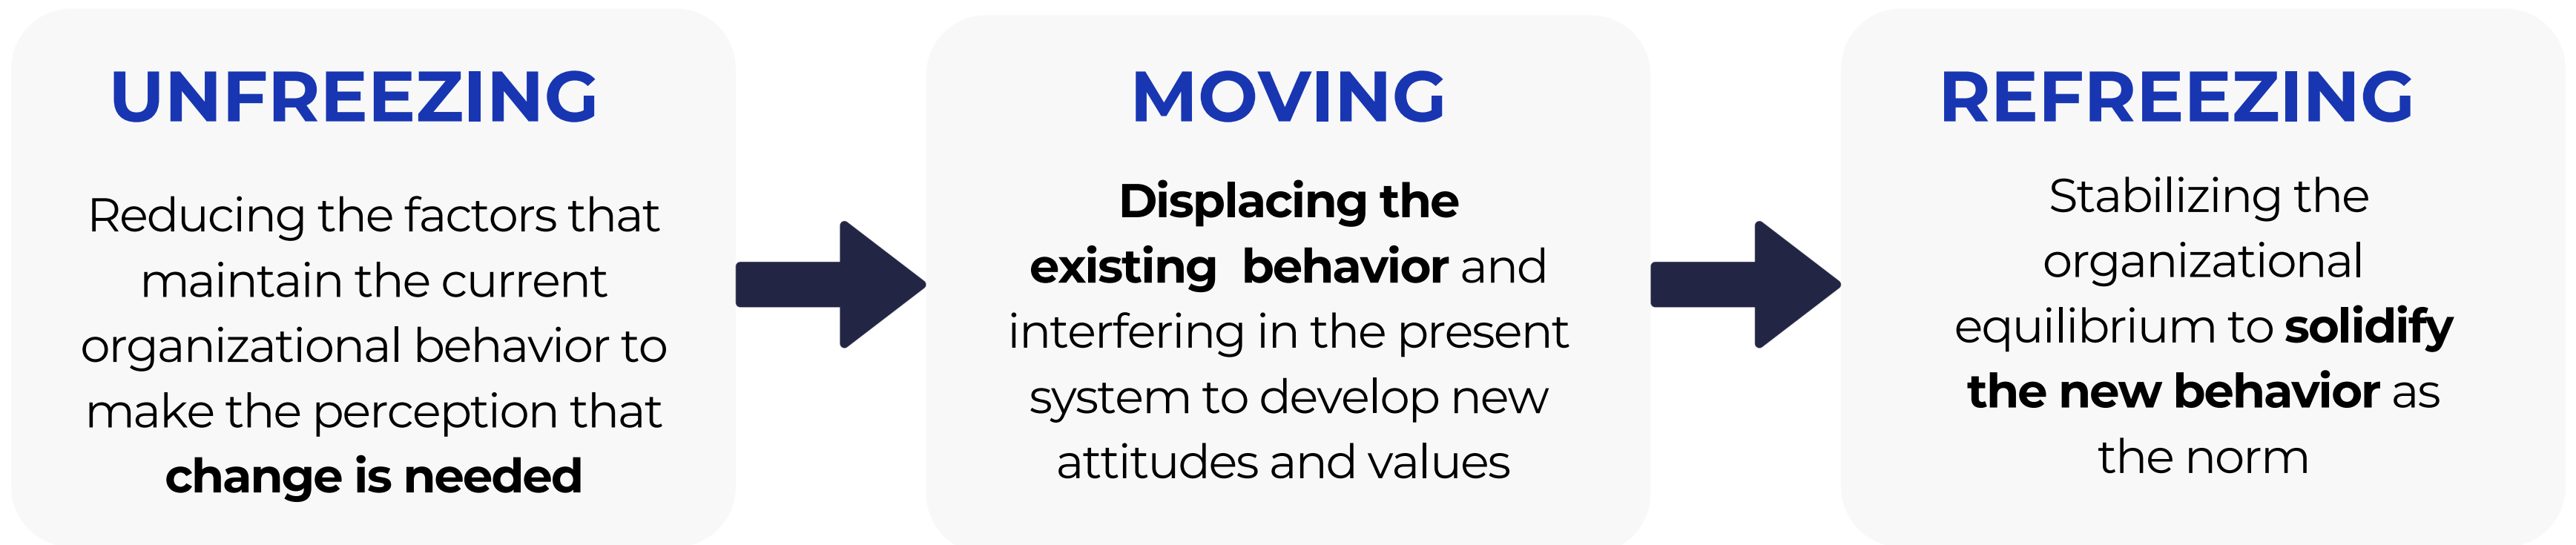 UNFREEZING
Reducing the factors that
maintain the current
organizational behavior to
make the perception that
change is needed
MOVING
Displacing the
existing  behavior and
interfering in the present
system to develop new
attitudes and values
REFREEZING
Stabilizing the
organizational
equilibrium to solidify
the new behavior as
the norm